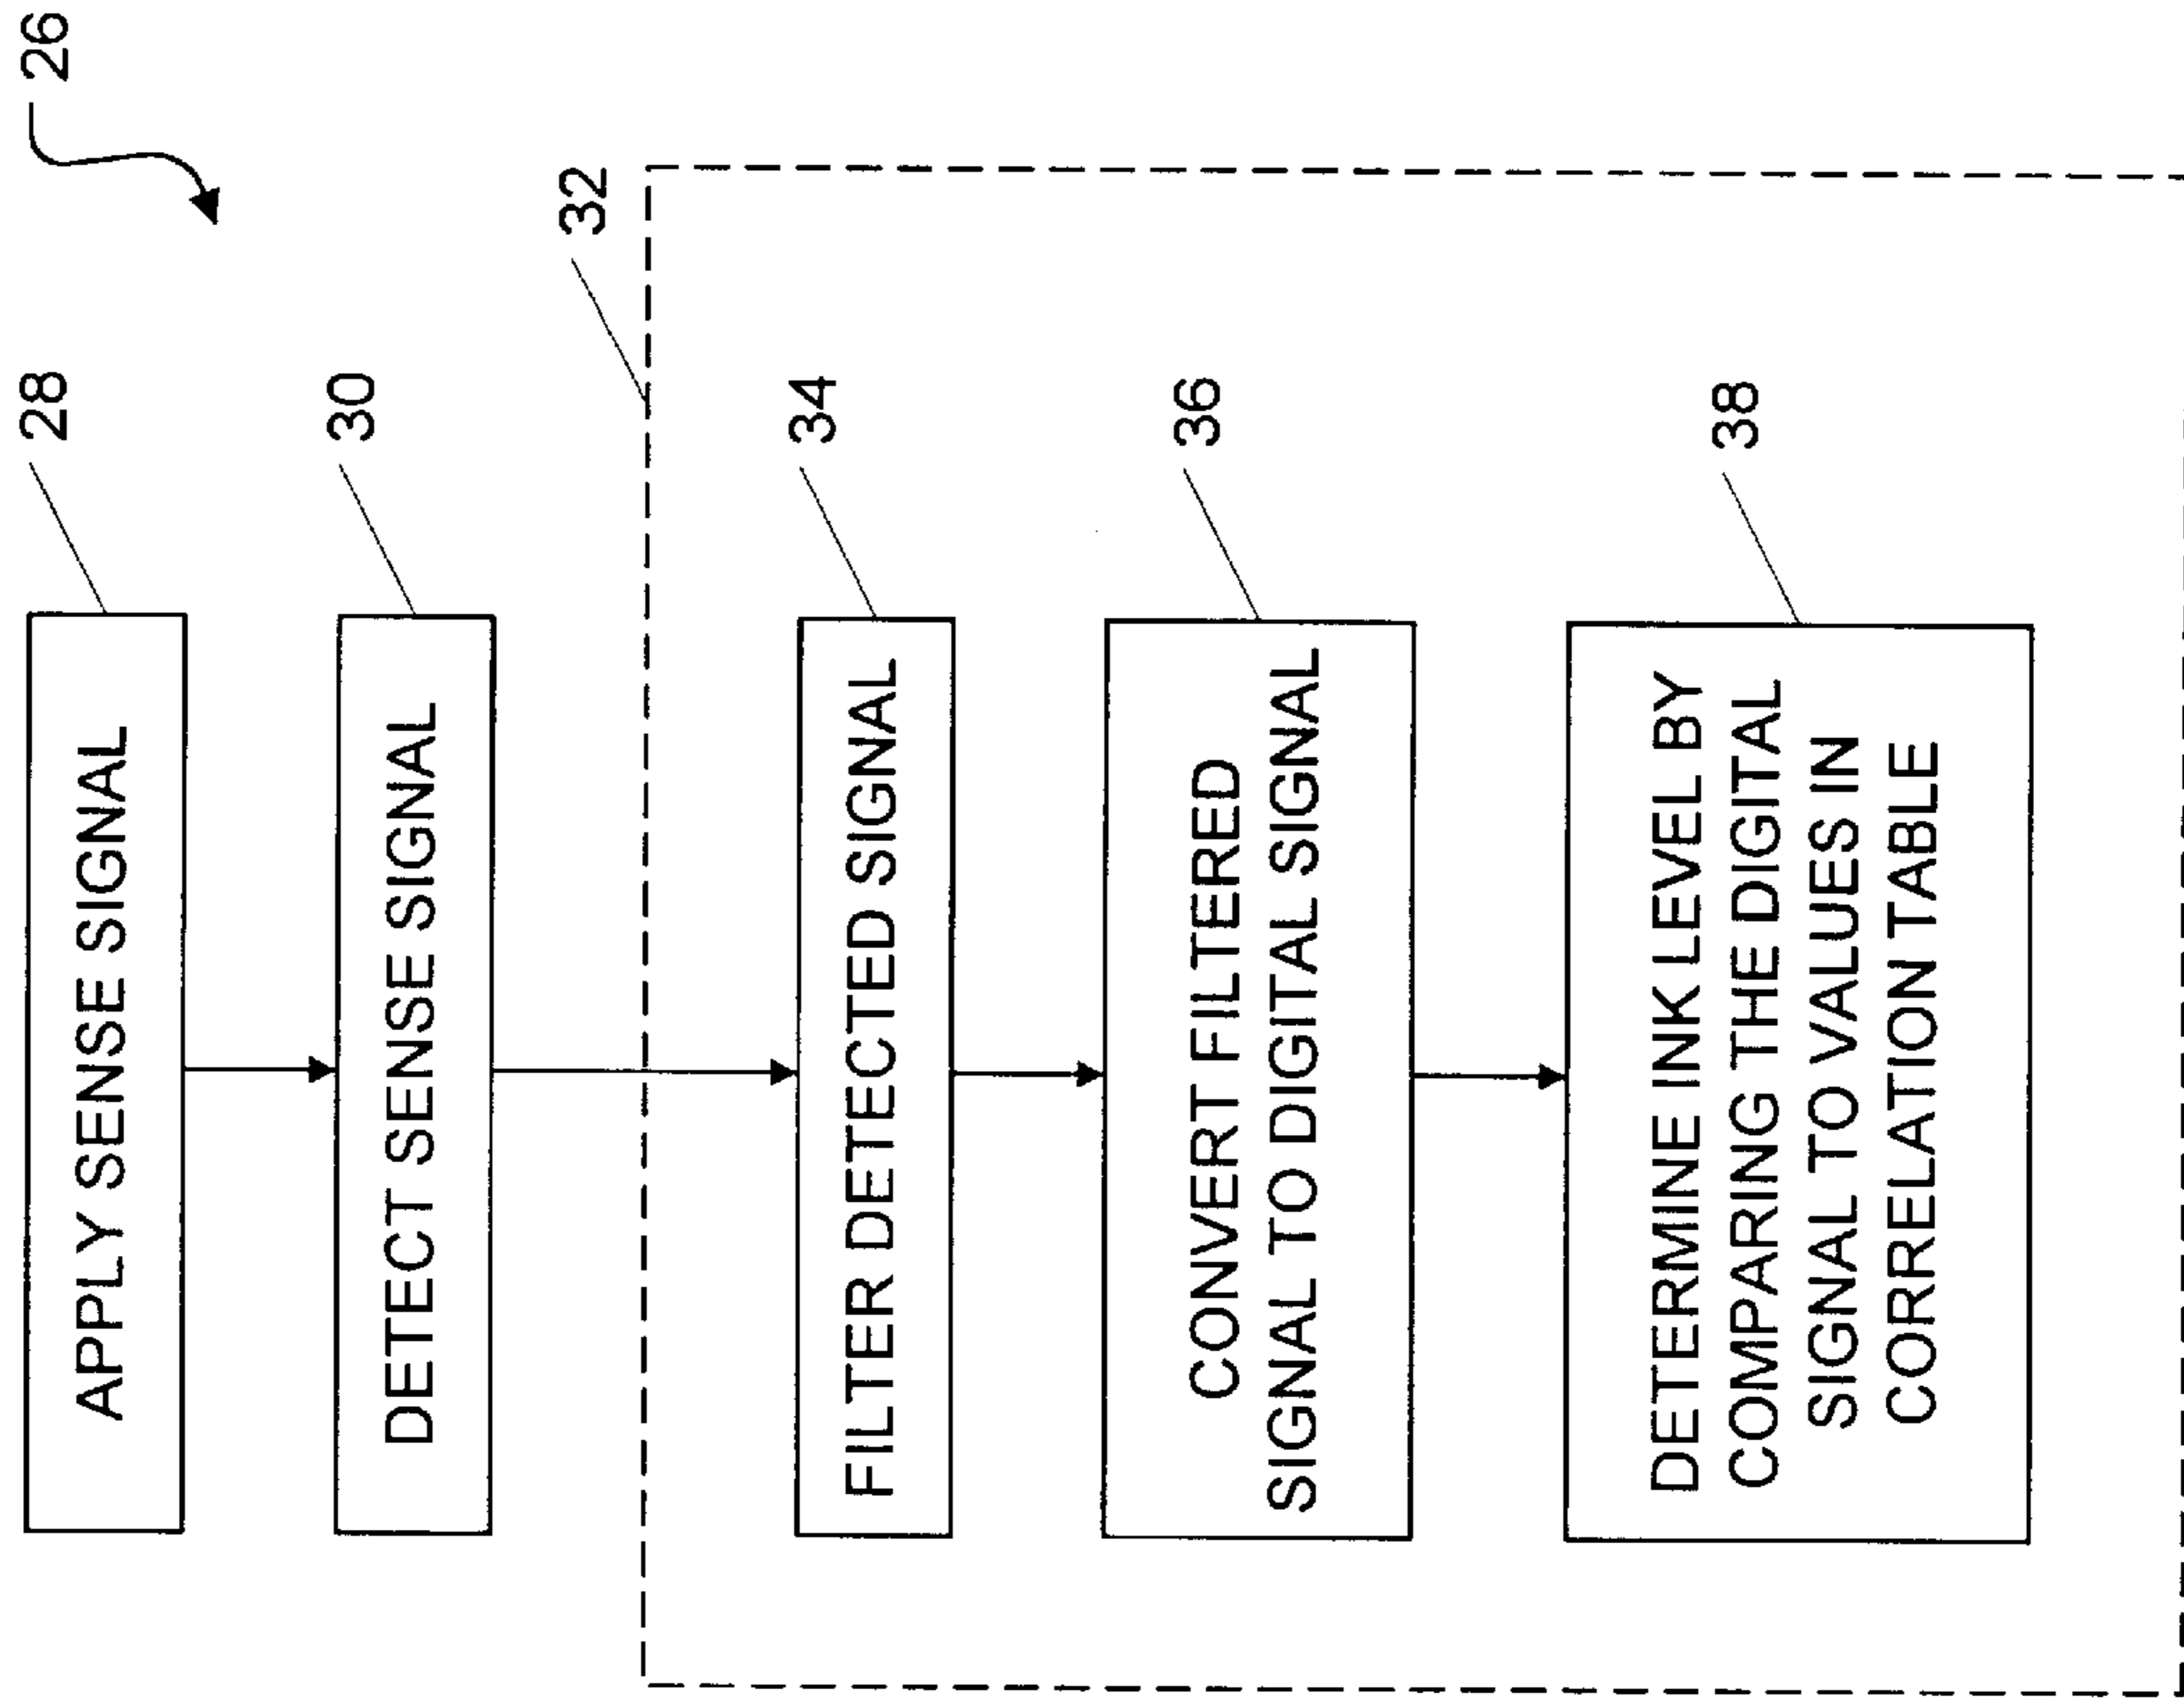 26
28
APPLY SENSE SIGNAL
30
DETECT SENSE SIGNAL
32
34
FILTER DETECTED SIGNAL
36
CONVERT FILTERED
SIGNAL TO DIGITAL SIGNAL
38
DETERMINE INK LEVEL BY
COMPARING THE DIGITAL
SIGNAL TO VALUES IN
CORRELATION TABLE